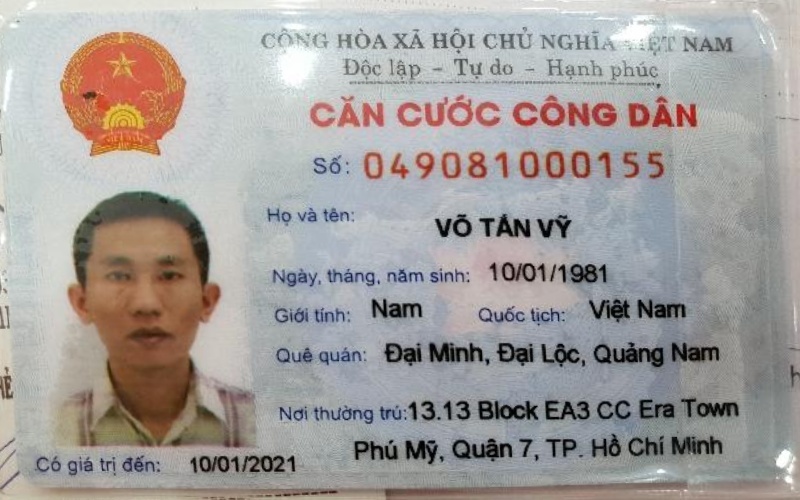 CỘNG HÒA XÃ HỘI CHỦ NGHĨA VIỆT NAM
Độc lập - Tự do - Hạnh phúc
CĂN CƯỚC CÔNG DÂN
Số: 049081000155
Họ và tên: VÕ TẤN VỸ
Ngày, tháng, năm sinh: 10/01/1981
Giới tính: Nam Quốc tịch: Việt Nam
Quê quán: Đại Minh, Đại Lộc, Quảng Nam
Nơi thường trú: 13.13 Block EA3 CC Era Town
Phú Mỹ, Quận 7, TP. Hồ Chí Minh
Có giá trị đến: 10/01/2021